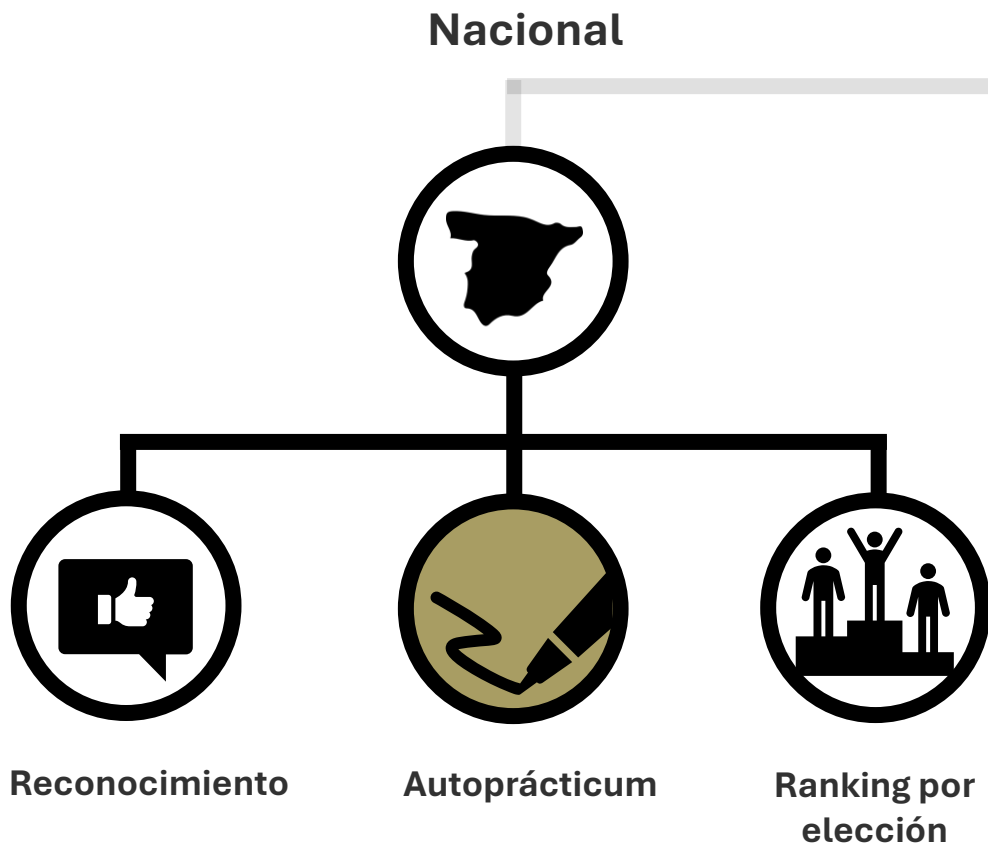 Nacional
Reconocimiento
Autoprácticum
Ranking por
elección